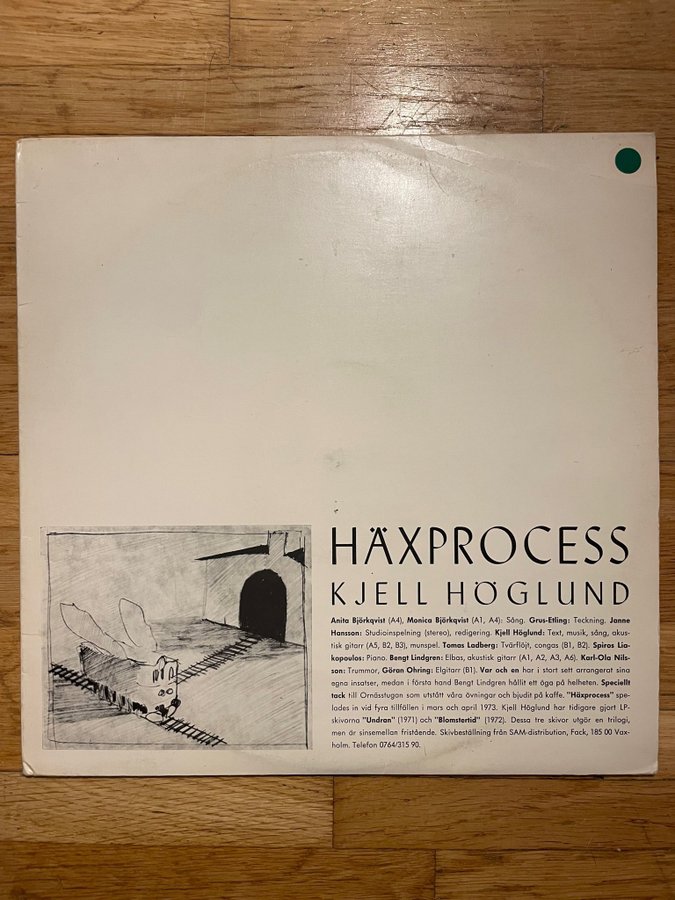 HÄXPROCESS
KJELL HÖGLUND
Anita Björkqvist (A4), Monica Björkqvist (A1, A4): Sång. Grus-Etling: Teckning. Janne
Hansson: Studioinspelning (stereo), redigering. Kjell Höglund: Text, musik, sång, akus-
tisk gitarr (A5, B2, B3), munspel. Tomas Ladberg: Tvärflöjt, congas (B1, B2). Spiros Lia-
kopoulos: Piano. Bengt Lindgren: Elbas, akustisk gitarr (A1, A2, A3, A6). Karl-Ola Nils-
son: Trummor, Göran Ohring: Elgitarr (B1). Var och en har i stort sett arrangerat sina
egna insatser, medan i första hand Bengt Lindgren hållit ett öga på helheten. Speciellt
tack till Ornässtugon som utstått våra övningar och bjudit på kaffe. "Häxprocess" spe-
lades in vid fyra tillfällen i mars och april 1973. Kjell Höglund har tidigare gjort LP-
skivorna "Undran" (1971) och "Blomstertid" (1972). Dessa tre skivor utgör en trilogi,
men är sinsemellan fristående. Skivbeställning från SAM-distribution, Fack, 185 00 Vax-
holm. Telefon 0764/315 90.